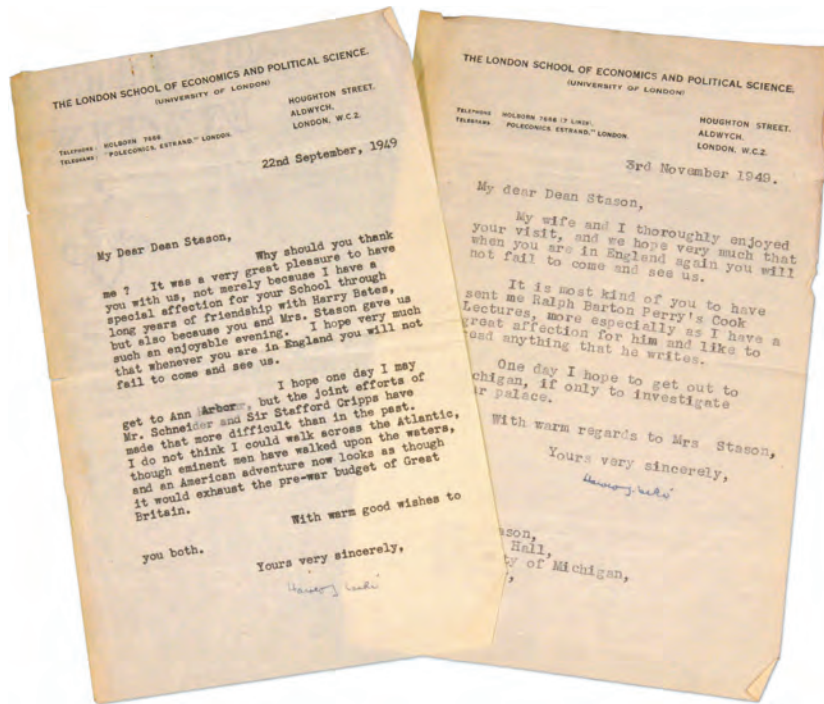 THE LONDON SCHOOL OF ECONOMICS AND POLITICAL SCIENCE.
(UNIVERSITY OF LONDON)
TELEPHONE: HOLBORN 7686
TELEGRAMS: "POLECONICS, ESTRAND," LONDON.
HOUGHTON STREET,
ALDWYCH,
LONDON, W.C.2.
22nd September, 1949
My Dear Dean Stason,
Why should you thank
me ? It was a very great pleasure to have
you with us, not merely because I have a
special affection for your School through
long years of friendship with Harry Bates,
but also because you and Mrs. Stason gave us
such an enjoyable evening. I hope very much
that whenever you are in England you will not
fail to come and see us.
I hope one day I may
get to Ann Arbor, but the joint efforts of
Mr. Schneider and Sir Stafford Cripps have
made that more difficult than in the past.
I do not think I could walk across the Atlantic,
though eminent men have walked upon the waters,
and an American adventure now looks as though
it would exhaust the pre-war budget of Great
Britain.
With warm good wishes to
you both.
Yours very sincerely,
THE LONDON SCHOOL OF ECONOMICS AND POLITICAL SCIENCE.
(UNIVERSITY OF LONDON)
TELEPHONE: HOLBORN 7686 (7 LINES).
TELEGRAMS: "POLECONICS, ESTRAND," LONDON.
HOUGHTON STREET,
ALDWYCH,
LONDON, W.C.2.
3rd November 1949.
My dear Dean Stason,
My wife and I thoroughly enjoyed
your visit, and we hope very much that
when you are in England again you will
not fail to come and see us.
It is most kind of you to have
sent me Ralph Barton Perry's Cook
Lectures, more especially as I have a
great affection for him and like to
ead anything that he writes.
One day I hope to get out to
chigan, if only to investigate
ur palace.
With warm regards to Mrs Stason,
Yours very sincerely,
ason,
Hall,
ty of Michigan,